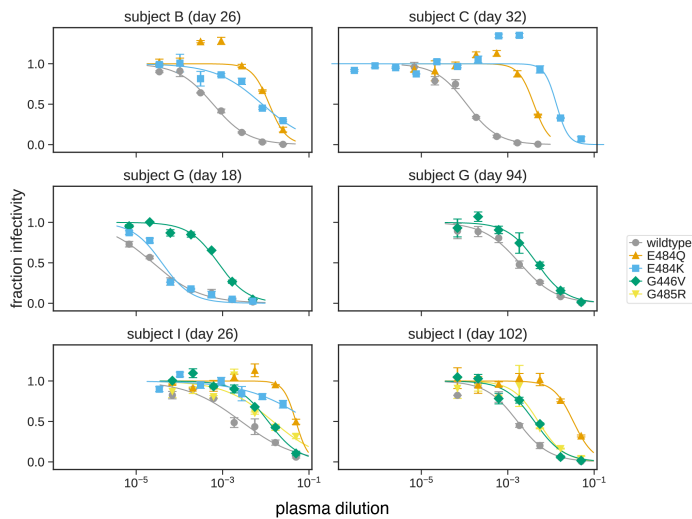 subject B (day 26)
subject C (day 32)
1.0
0.5
0.0
subject G (day 18)
subject G (day 94)
1.0
0.5
0.0
fraction infectivity
wildtype
E484Q
E484K
G446V
G485R
subject I (day 26)
subject I (day 102)
1.0
0.5
0.0
10⁻⁵ 10⁻³ 10⁻¹
10⁻⁵ 10⁻³ 10⁻¹
plasma dilution